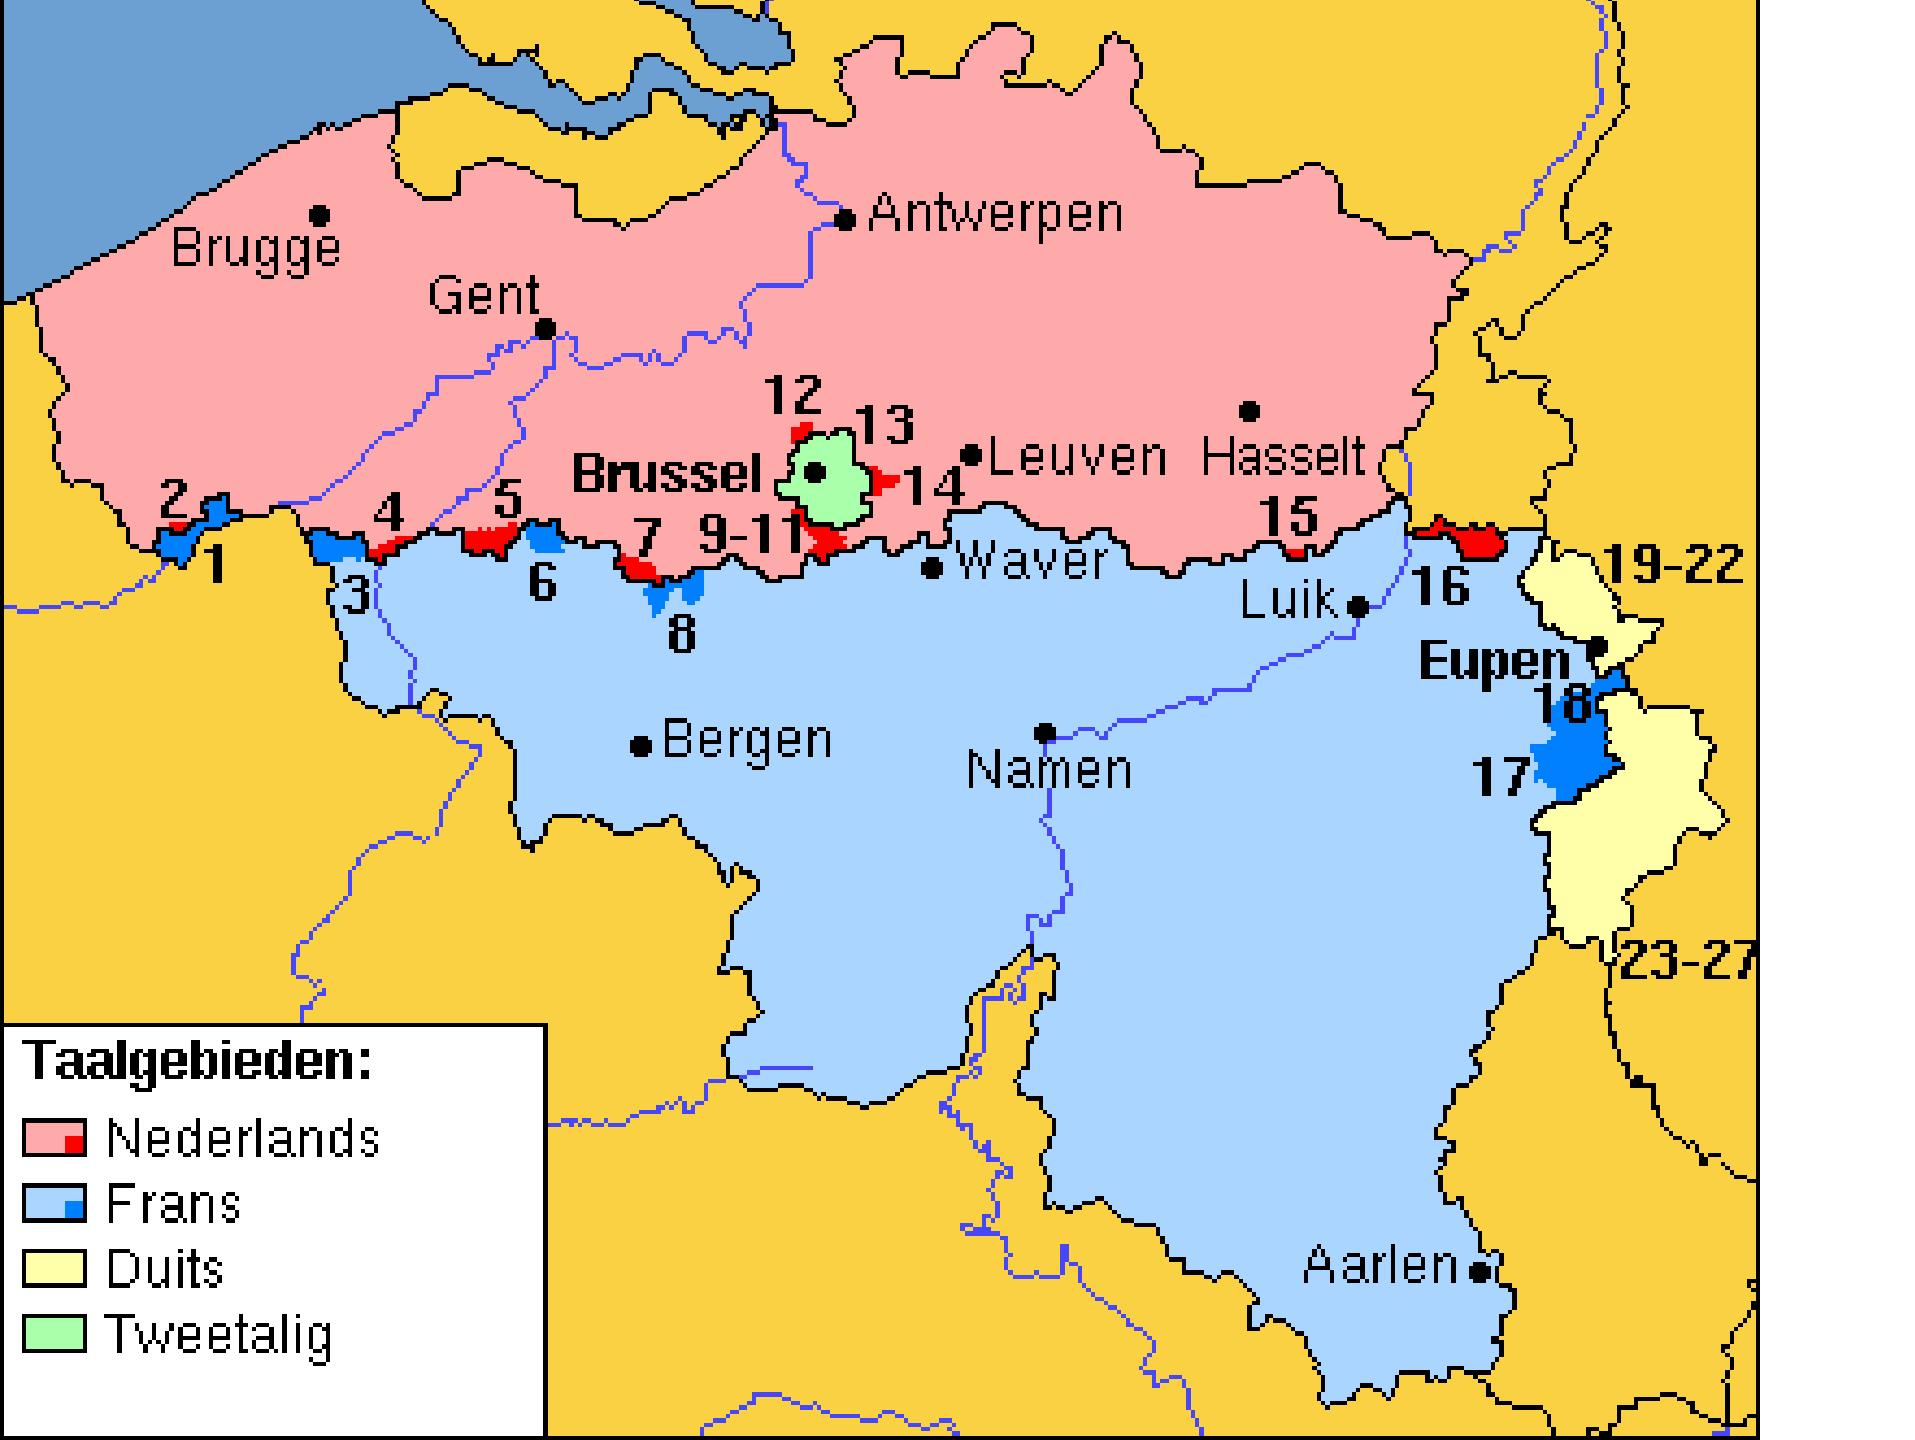 Antwerpen
Brugge
Gent
12
13
Brussel
Leuven
Hasselt
14
2
4
5
7
9-11
15
1
3
6
8
Waver
Luik
16
19-22
Eupen
18
17
Bergen
Namen
23-27
Aarlen
Taalgebieden:
Nederlands
Frans
Duits
Tweetalig